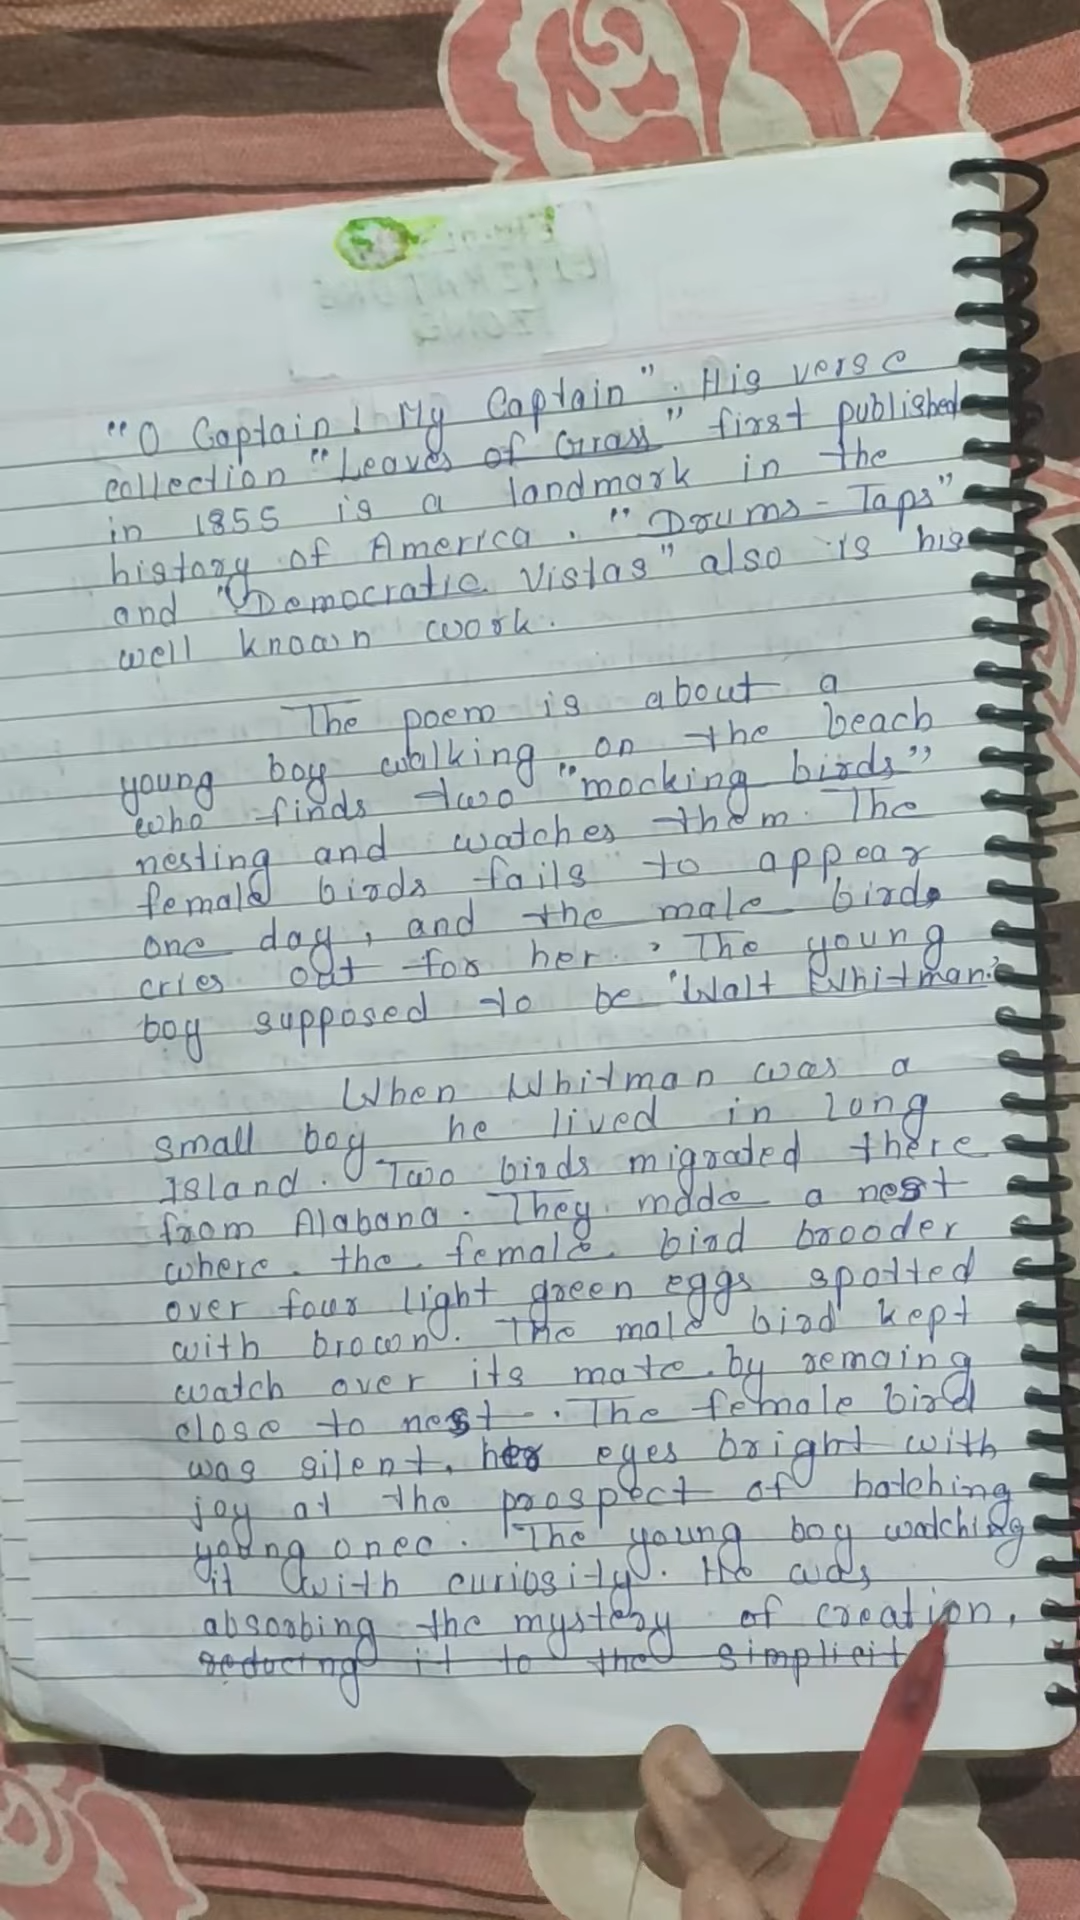 "O Captain! My Captain". His verse
collection "Leaves of Grass" first published
in 1855 is a landmark in the
history of America. "Drums-Taps"
and "Democratic Vistas" also is his
well known work.
The poem is about a
young boy walking on the beach
who finds two "mocking birds"
nesting and watches them. The
female birds fails to appear
one day, and the male birds
cries out for her. The young
boy supposed to be 'Walt Whitman'.
When Whitman was a
small boy he lived in long
Island. Two birds migrated there
from Alabana. They made a nest
where the female bird brooder
over four light green eggs spotted
with brown. The male bird kept
watch over its mate by remaing
close to nest. The female bird
was silent, her eyes bright with
joy at the prospect of hatching
young ones. The young boy watching
it with curiosity. He was
absorbing the mystery of creation,
reducing it to the simplicit